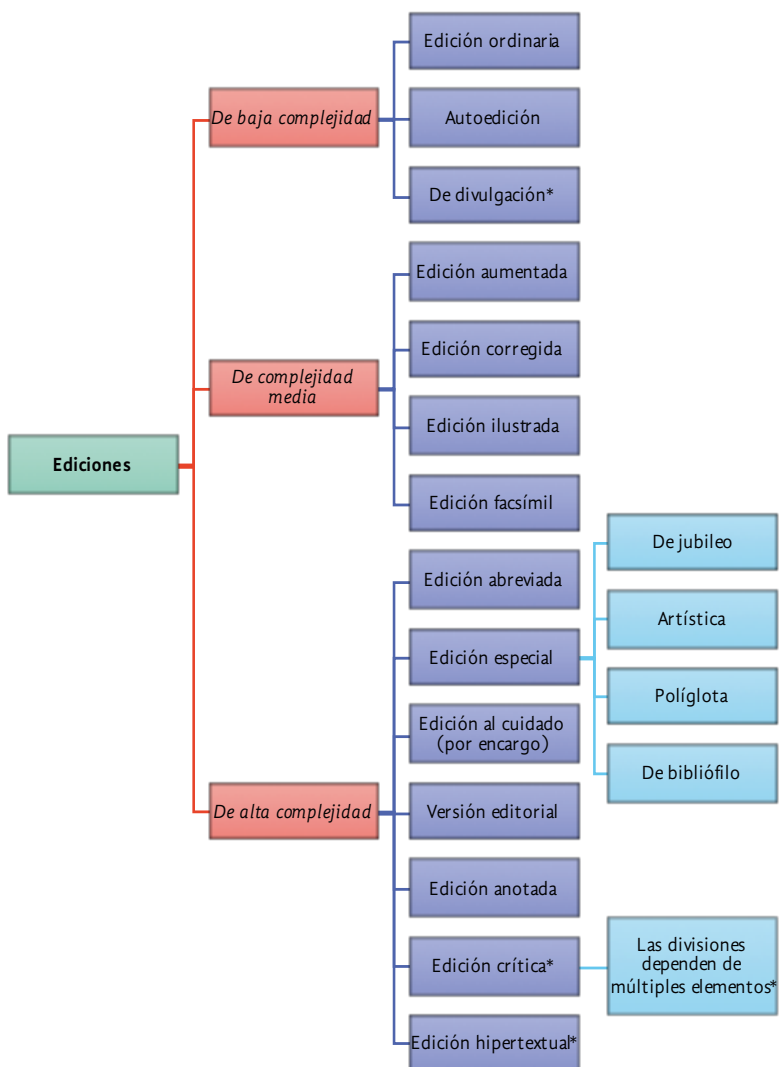 Ediciones
De baja complejidad
Edición ordinaria
Autoedición
De divulgación*
De complejidad
media
Edición aumentada
Edición corregida
Edición ilustrada
Edición facsímil
De alta complejidad
Edición abreviada
Edición especial
De jubileo
Artística
Políglota
De bibliófilo
Edición al cuidado
(por encargo)
Versión editorial
Edición anotada
Edición crítica*
Las divisiones
dependen de
múltiples elementos*
Edición hipertextual*